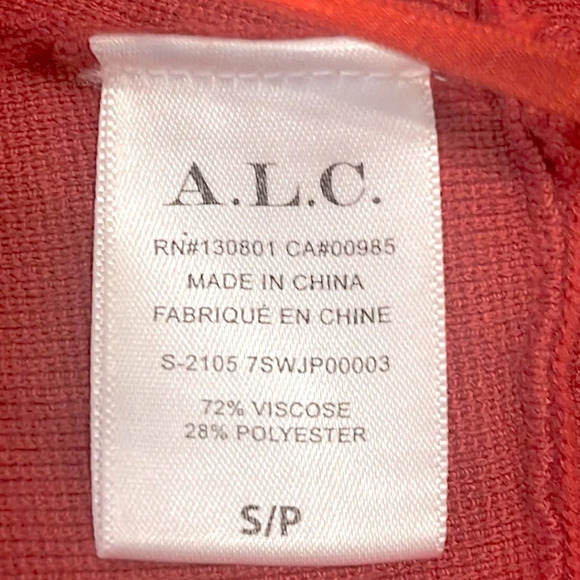 A.L.C.
RN#130801 CA#00985
MADE IN CHINA
FABRIQUÉ EN CHINE
S-2105 7SWJP00003
72% VISCOSE
28% POLYESTER
S/P